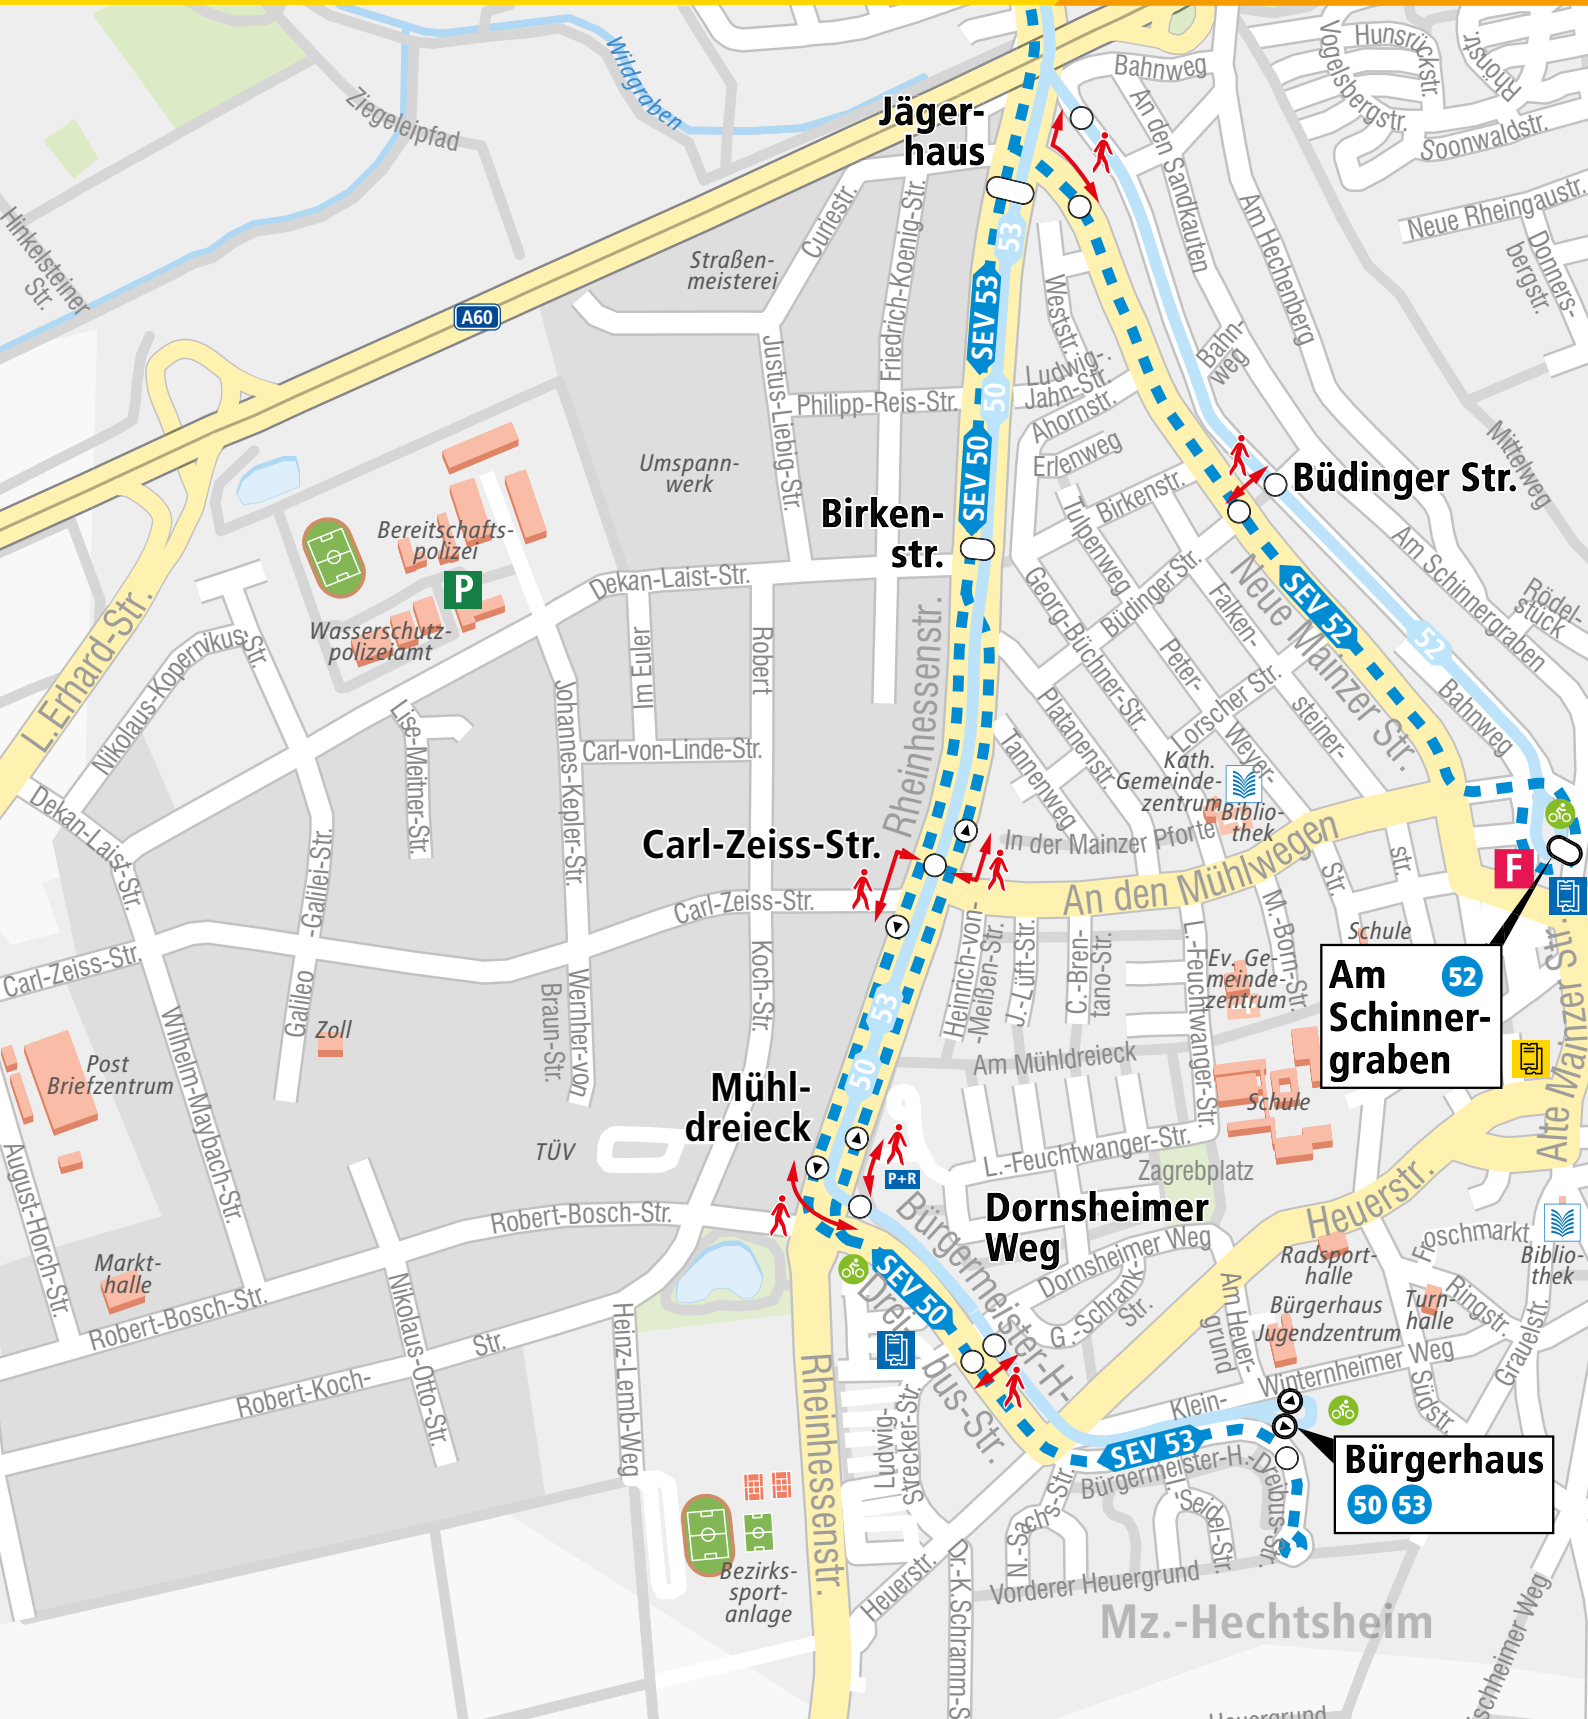 Wildgraben
Ziegeleipfad
Hinkelsteiner
Str.
A60
Bahnweg
Hunsrückstr.
Vogelsbergstr.
Rhönstr.
Soonwaldstr.
Neue Rheingaustr.
Donners-
bergstr.
Jäger-
haus
An den Sandkauten
Am Hechenberg
Curiestr.
Friedrich-Koenig-Str.
Straßen-
meisterei
53
SEV 53
Weststr.
Bahn-
weg
Justus-Liebig-Str.
Philipp-Reis-Str.
50
Ludwig-
Jahn-Str.
Ahornstr.
Erlenweg
SEV 50
Mittelweg
Umspann-
werk
Büdinger Str.
Birken-
str.
Birkenstr.
Tulpenweg
Bereitschafts-
polizei
P
Wasserschutz-
polizeiamt
Dekan-Laist-Str.
Georg-Büchner-Str.
Büdinger Str.
Falken-
steiner-
str.
Neue Mainzer Str.
SEV 52
52
Am Schinnergraben
Rödel-
stück
L.Erhard-Str.
Nikolaus-Kopernikus-Str.
Im Euler
Robert
Koch-Str.
Rheinhessenstr.
Peter-
Weyer-
Str.
Lorscher Str.
Bahnweg
Lise-Meitner-Str.
Johannes-Kepler-Str.
Carl-von-Linde-Str.
Platanenstr.
Tannenweg
Kath.
Gemeinde-
zentrum
Biblio-
thek
Dekan-Laist-Str.
Carl-Zeiss-Str.
In der Mainzer Pforte
An den Mühlwegen
Galileo
-Galilei-Str.
Carl-Zeiss-Str.
Carl-Zeiss-Str.
F
Schule
Heinrich-von-
-Meißen-Str.
J.-Lüft-Str.
C.-Bren-
tano-Str.
L.-Feuchtwanger-Str.
Ev. Ge-
meinde-
zentrum
M.-Born-Str.
Am 52
Schinner-
graben
Alte Mainzer Str.
Wernher-von
Braun-Str.
Zoll
Post
Briefzentrum
Wilhelm-Maybach-Str.
53
50
Am Mühldreieck
Schule
Mühl-
dreieck
TÜV
P+R
L.-Feuchtwanger-Str.
Zagrebplatz
August-Horch-Str.
Robert-Bosch-Str.
Dornsheimer
Weg
Dornsheimer Weg
Heuerstr.
Froschmarkt
Radsport-
halle
Biblio-
thek
Markt-
halle
Robert-Bosch-Str.
Nikolaus-Otto-Str.
Bürgermeister-H-
Drei-
bus-Str.
SEV 50
G.-Schrank-
Str.
Am Heuer-
grund
Bürgerhaus
Jugendzentrum
Turn-
halle
Ringstr.
Grauelstr.
Südstr.
Robert-Koch-
Str.
Heinz-Lemb-Weg
Rheinhessenstr.
Ludwig-
Strecker-Str.
Klein-
Winternheimer Weg
SEV 53
Bürgermeister-H.-Dreibus-Str.
Bürgerhaus
50 53
N.-Sachs-Str.
I.-Seidel-Str.
Bezirks-
sport-
anlage
Heuerstr.
Dr.-K.Schramm-S
Vorderer Heuergrund
Mz.-Hechtsheim
ischheimer Weg
Heuergrund